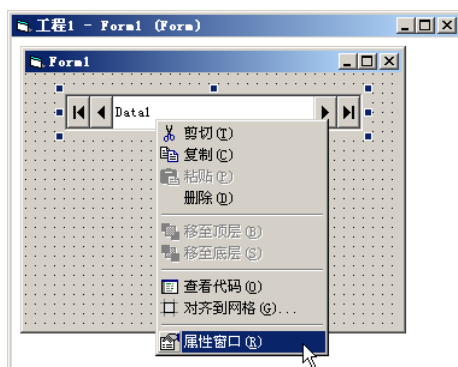 工程1 - Form1 (Form)
Form1
Data1
剪切(T)
复制(C)
粘贴(P)
删除(D)
移至顶层(B)
移至底层(S)
查看代码(O)
对齐到网格(G)...
属性窗口(R)